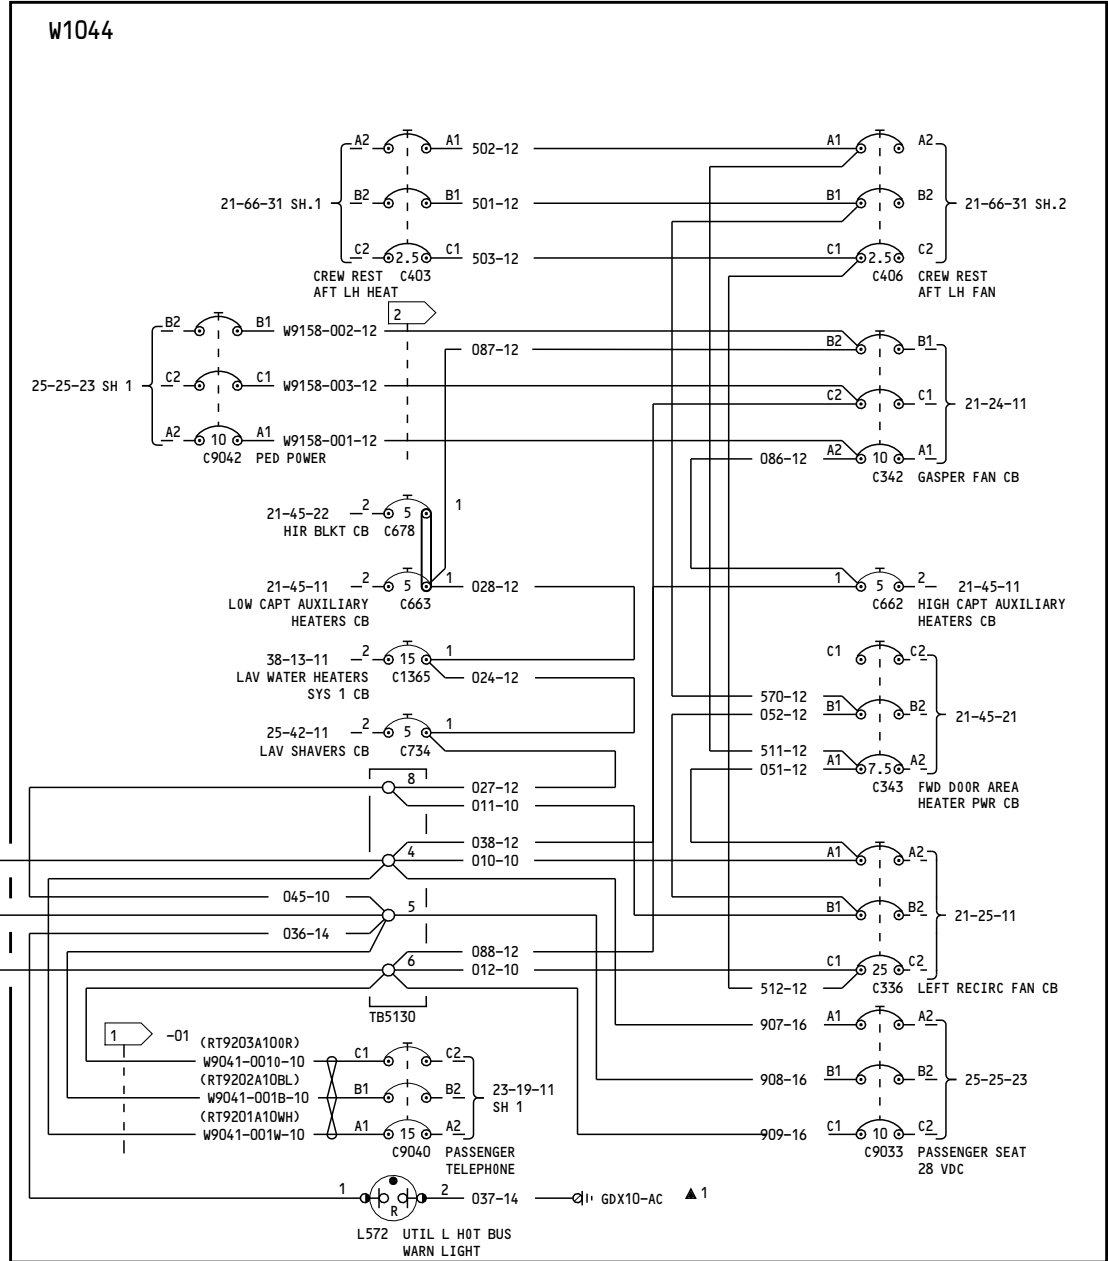 W1044
A2 A1 502-12 A1 A2
21-66-31 SH.1 B2 B1 501-12 B1 B2 21-66-31 SH.2
C2 2.5 C1 503-12 C1 2.5 C2
CREW REST C403 C406 CREW REST
AFT LH HEAT AFT LH FAN
2
B2 B1 W9158-002-12
087-12 B2 B1
25-25-23 SH 1 C2 C1 W9158-003-12
C2 C1 21-24-11
A2 10 A1 W9158-001-12
C9042 PED POWER 086-12 A2 10 A1
C342 GASPER FAN CB
21-45-22 2 5 1
HIR BLKT CB C678
21-45-11 2 5 1 028-12 1 5 2 21-45-11
LOW CAPT AUXILIARY C663 C662 HIGH CAPT AUXILIARY
HEATERS CB HEATERS CB
38-13-11 2 15 1 C1 C2
LAV WATER HEATERS C1365 024-12
SYS 1 CB 570-12
052-12 B1 B2 21-45-21
25-42-11 2 5 1
LAV SHAVERS CB C734 511-12
051-12 A1 7.5 A2
8 027-12 C343 FWD DOOR AREA
011-10 HEATER PWR CB
038-12
4 010-10 A1 A2
045-10
5 B1 B2 21-25-11
036-14
088-12
6 012-10 C1 25 C2
512-12 C336 LEFT RECIRC FAN CB
TB5130
907-16 A1 A2
1 -01
(RT9203A10OR)
W9041-001O-10 C1 C2
(RT9202A10BL)
W9041-001B-10 B1 B2 23-19-11
SH 1
908-16 B1 B2 25-25-23
(RT9201A10WH)
W9041-001W-10 A1 15 A2
909-16 C1 10 C2
C9040 PASSENGER
TELEPHONE
C9033 PASSENGER SEAT
28 VDC
1 R 2 037-14 GDX10-AC ▲ 1
L572 UTIL L HOT BUS
WARN LIGHT